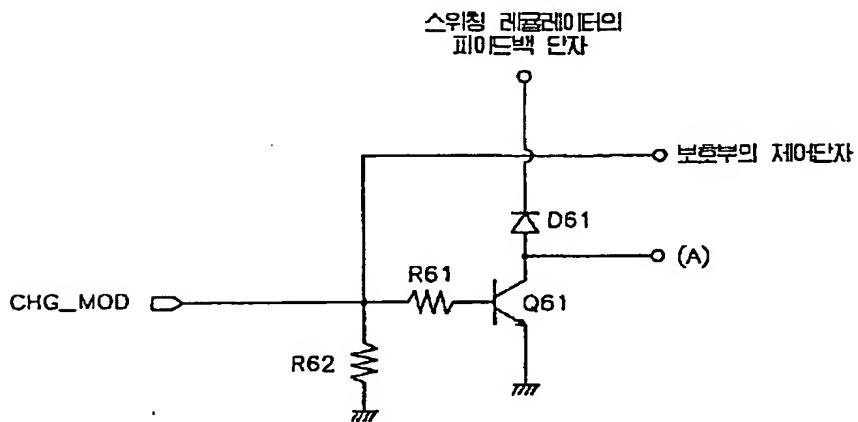 스위칭 레귤레이터의
피이드백 단자
보호부의 제어단자
D61
(A)
R61
CHG_MOD
Q61
R62